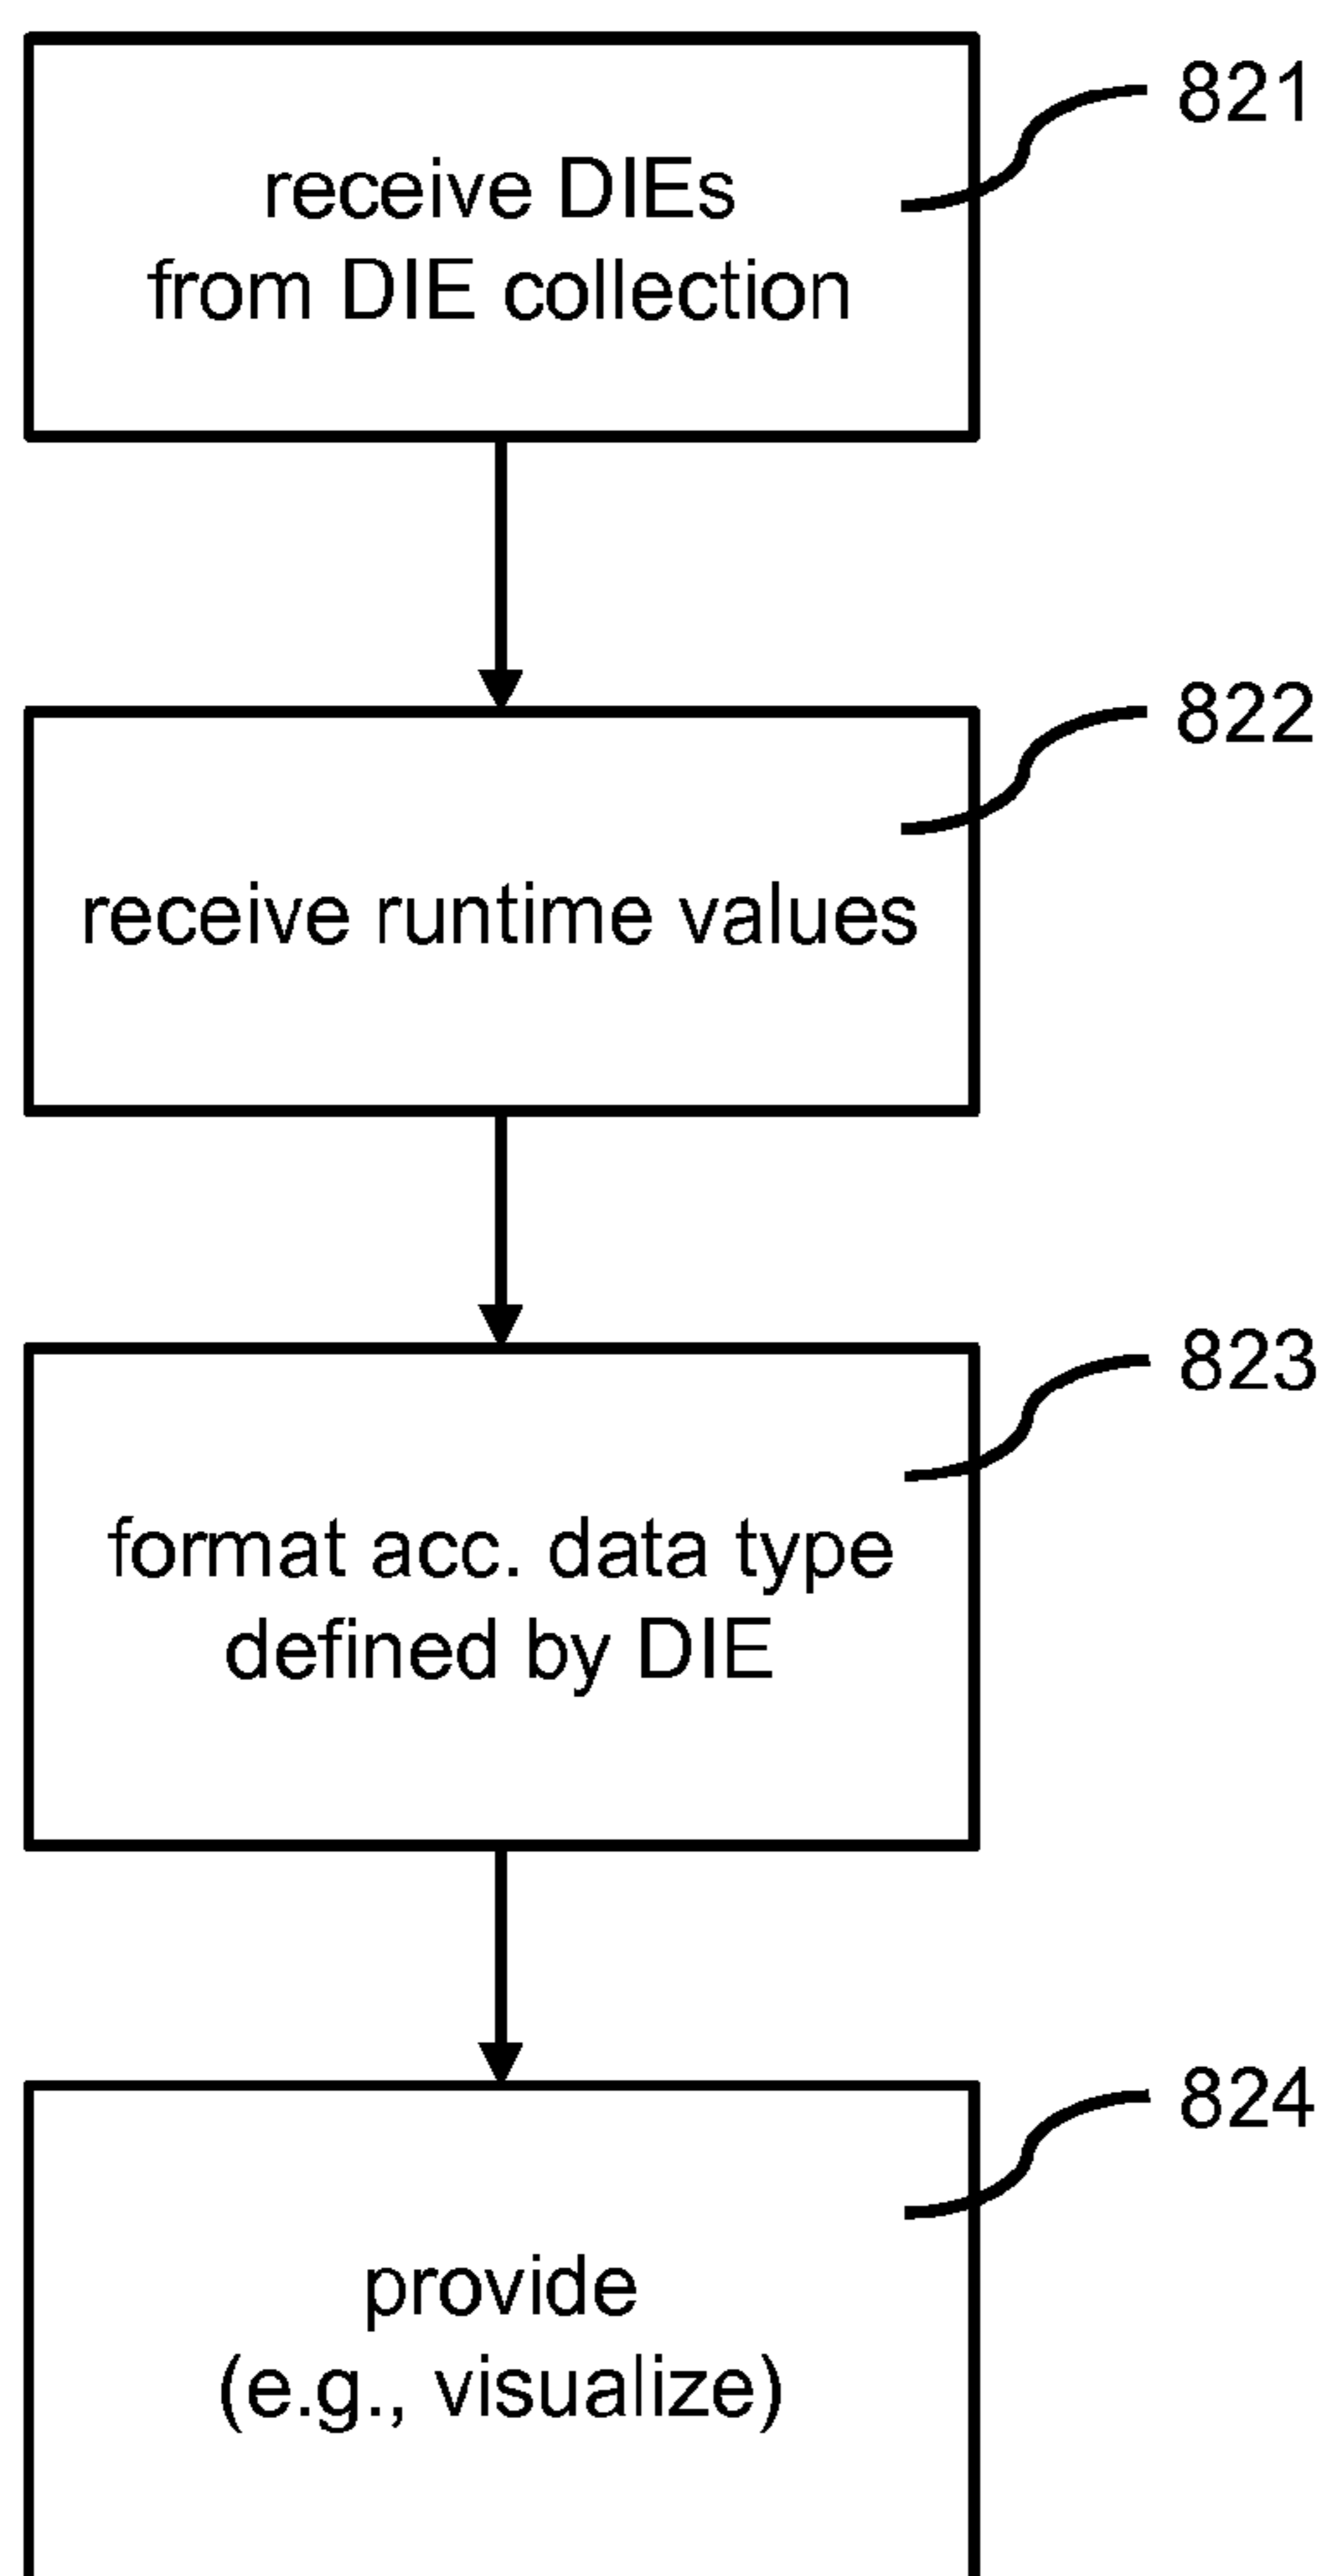 821
receive DIEs
from DIE collection
822
receive runtime values
823
format acc. data type
defined by DIE
824
provide
(e.g., visualize)